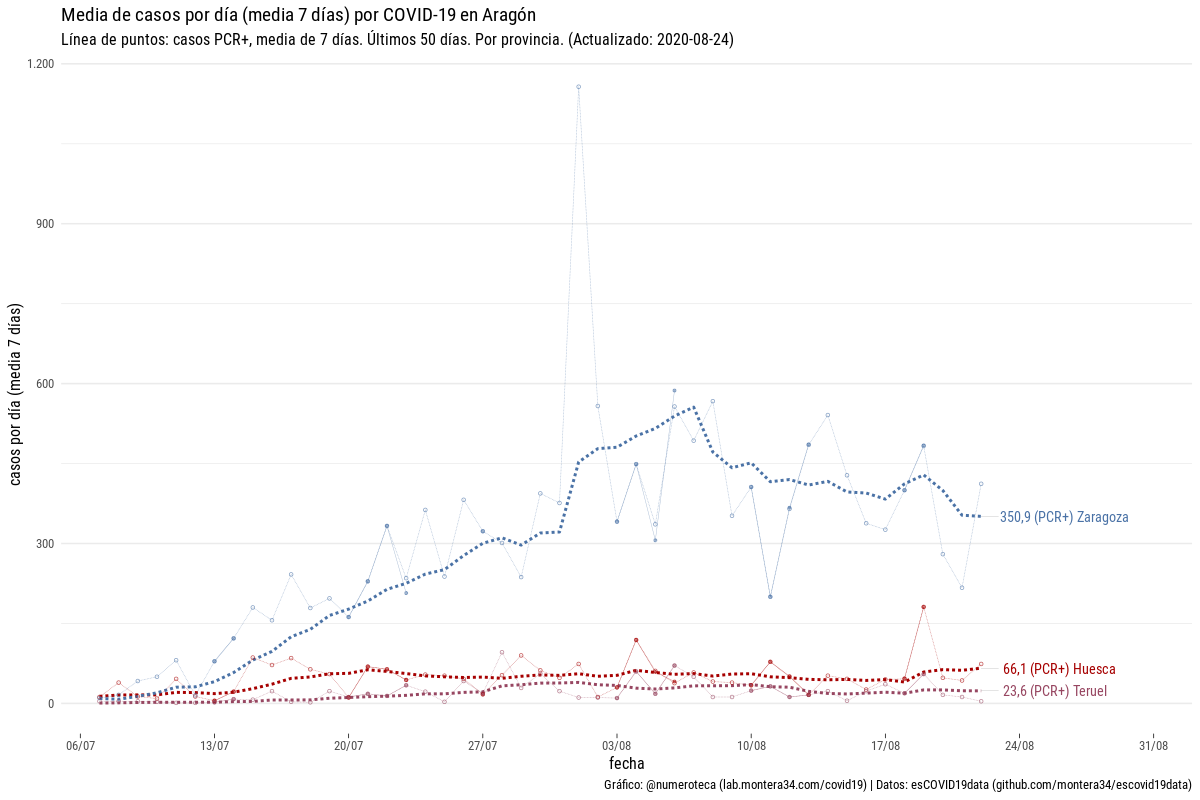 Media de casos por día (media 7 días) por COVID-19 en Aragón
Línea de puntos: casos PCR+, media de 7 días. Últimos 50 días. Por provincia. (Actualizado: 2020-08-24)
casos por día (media 7 días)
1.200
900
600
300
0
350,9 (PCR+) Zaragoza
66,1 (PCR+) Huesca
23,6 (PCR+) Teruel
06/07
13/07
20/07
27/07
03/08
10/08
17/08
24/08
31/08
fecha
Gráfico: @numeroteca (lab.montera34.com/covid19) | Datos: esCOVID19data (github.com/montera34/escovid19data)